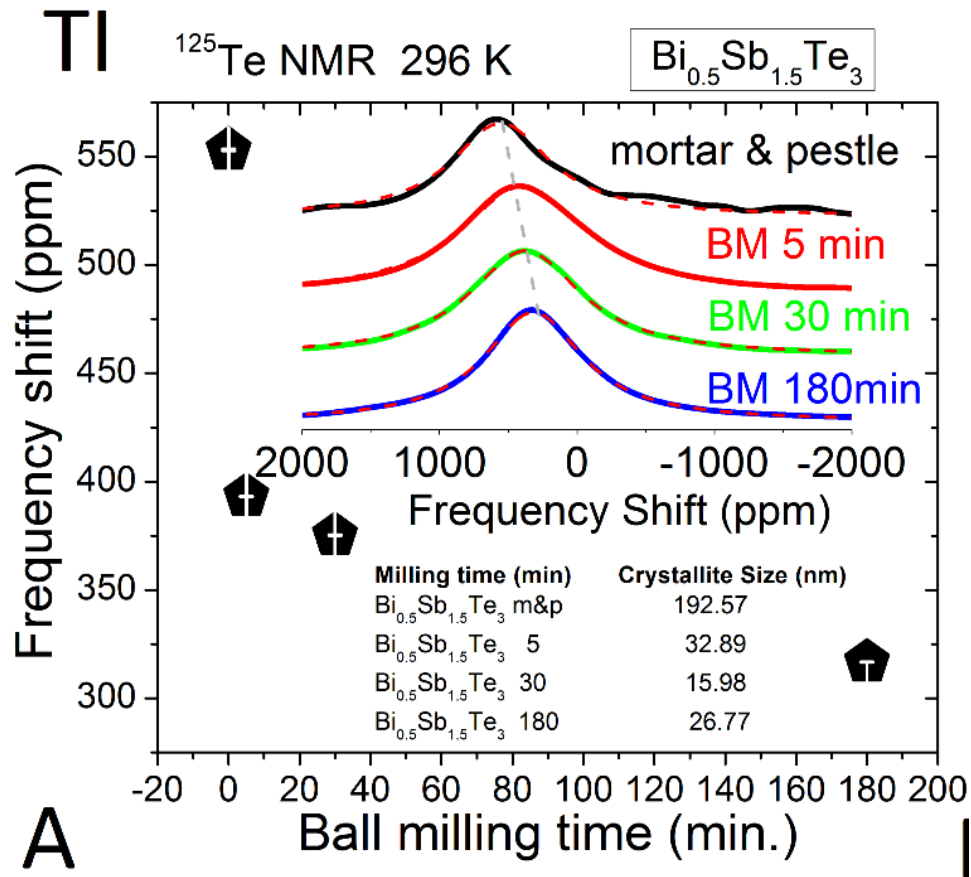 TI
¹²⁵Te NMR 296 K
Bi₀.₅Sb₁.₅Te₃
mortar & pestle
BM 5 min
BM 30 min
BM 180min
2000 1000 0 -1000 -2000
Frequency Shift (ppm)
Milling time (min) Crystallite Size (nm)
Bi₀.₅Sb₁.₅Te₃ m&p 192.57
Bi₀.₅Sb₁.₅Te₃ 5 32.89
Bi₀.₅Sb₁.₅Te₃ 30 15.98
Bi₀.₅Sb₁.₅Te₃ 180 26.77
Frequency shift (ppm)
550
500
450
400
350
300
-20 0 20 40 60 80 100 120 140 160 180 200
Ball milling time (min.)
A